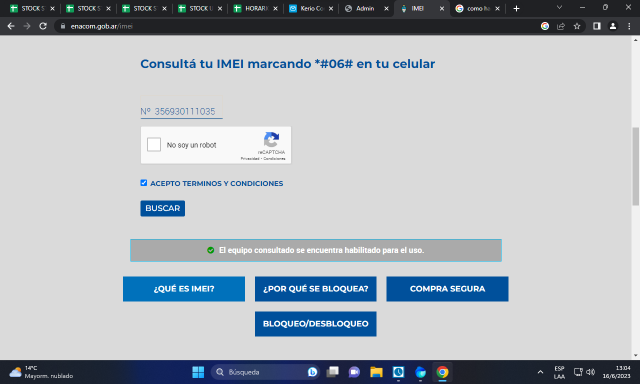 STOCK S
STOCK S
STOCK S
STOCK U
HORAR
Kerio Co
Admin
IMEI
como lla
enacom.gob.ar/imei
Consultá tu IMEI marcando *#06# en tu celular
Nº 356930111035
No soy un robot
reCAPTCHA
Privacidad - Condiciones
ACEPTO TERMINOS Y CONDICIONES
BUSCAR
El equipo consultado se encuentra habilitado para el uso.
¿QUÉ ES IMEI?
¿POR QUÉ SE BLOQUEA?
COMPRA SEGURA
BLOQUEO/DESBLOQUEO
14°C
Mayorm. nublado
Búsqueda
ESP
LAA
13:04
16/6/2023